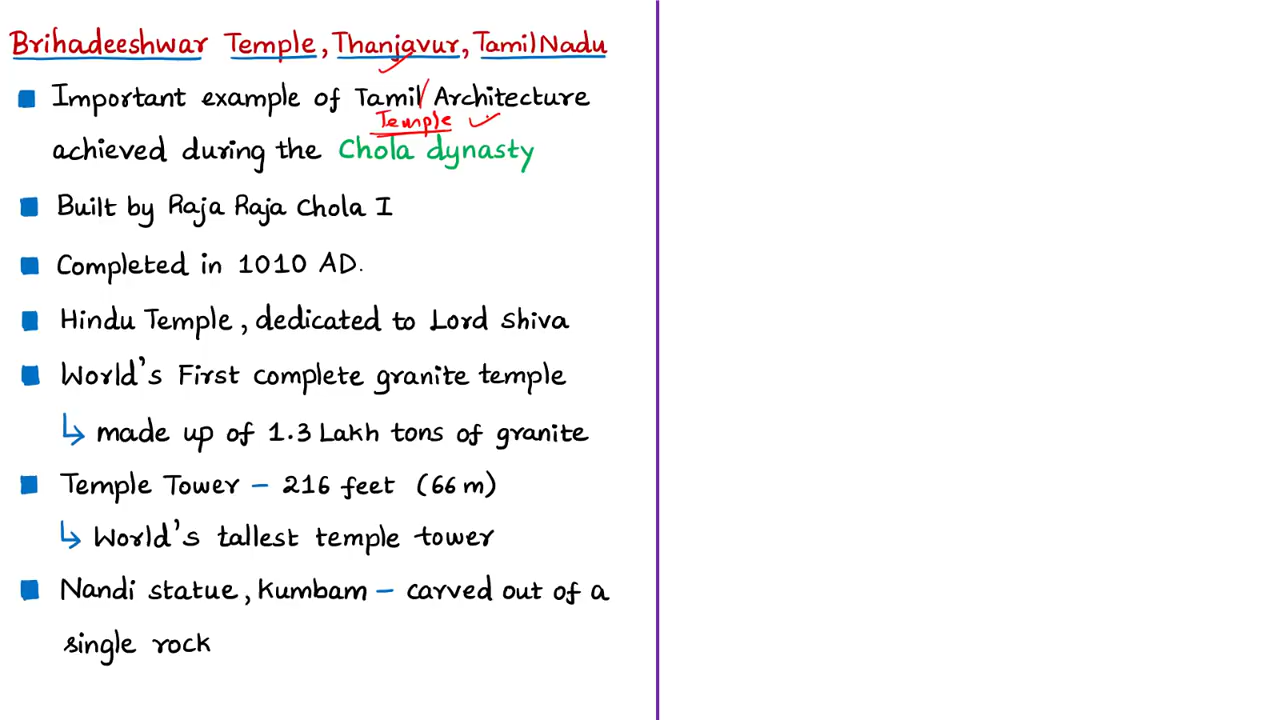 Brihadeeshwar Temple, Thanjavur, Tamil Nadu
Important example of Tamil Architecture
Temple
achieved during the Chola dynasty
Built by Raja Raja Chola I
Completed in 1010 AD.
Hindu Temple, dedicated to Lord Shiva
World's First complete granite temple
↳ made up of 1.3 Lakh tons of granite
Temple Tower – 216 feet (66 m)
↳ World's tallest temple tower
Nandi statue, Kumbam – carved out of a
single rock